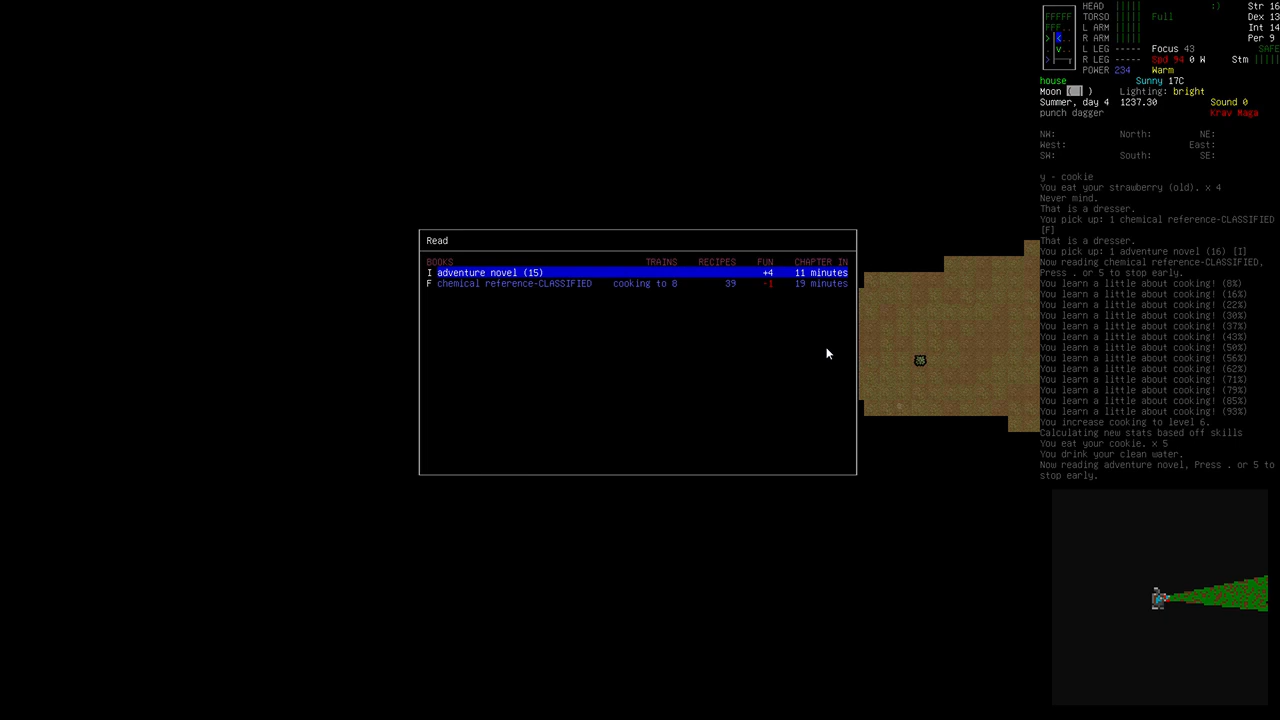 HEAD ||||| :) Str 16
FFFFF TORSO ||||| Full Dex 13
FFF.. L ARM ||||| Int 14
> <.. R ARM ||||| Per 9
. v. L LEG ----- Focus 43 SAFE
R LEG ----- Spd 94 0 W Stm |||||
POWER 234 Warm
house Sunny 17C
Moon ( | ) Lighting: bright
Summer, day 4 1237.30 Sound 0
punch dagger Krav Maga
NW: North: NE:
West: East:
SW: South: SE:
y - cookie
You eat your strawberry (old). x 4
Never mind.
That is a dresser.
You pick up: 1 chemical reference-CLASSIFIED
[F]
That is a dresser.
You pick up: 1 adventure novel (16) [I]
Now reading chemical reference-CLASSIFIED,
Press . or 5 to stop early.
You learn a little about cooking! (8%)
You learn a little about cooking! (16%)
You learn a little about cooking! (22%)
You learn a little about cooking! (30%)
You learn a little about cooking! (37%)
You learn a little about cooking! (43%)
You learn a little about cooking! (50%)
You learn a little about cooking! (56%)
You learn a little about cooking! (62%)
You learn a little about cooking! (71%)
You learn a little about cooking! (79%)
You learn a little about cooking! (85%)
You learn a little about cooking! (93%)
You increase cooking to level 6.
Calculating new stats based off skills
You eat your cookie. x 5
You drink your clean water.
Now reading adventure novel, Press . or 5 to
stop early.
Read
BOOKS TRAINS RECIPES FUN CHAPTER IN
I adventure novel (15) +4 11 minutes
F chemical reference-CLASSIFIED cooking to 8 39 -1 19 minutes